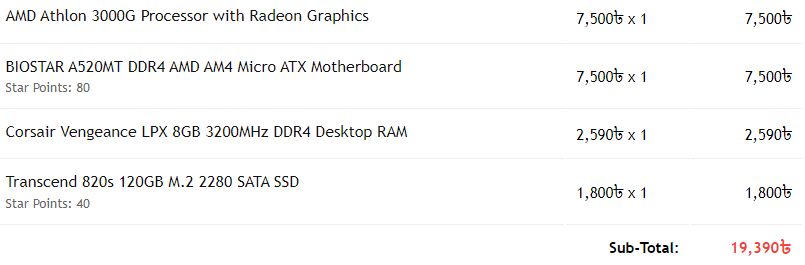 AMD Athlon 3000G Processor with Radeon Graphics 7,500৳ x 1 7,500৳
BIOSTAR A520MT DDR4 AMD AM4 Micro ATX Motherboard 7,500৳ x 1 7,500৳
Star Points: 80
Corsair Vengeance LPX 8GB 3200MHz DDR4 Desktop RAM 2,590৳ x 1 2,590৳
Transcend 820s 120GB M.2 2280 SATA SSD 1,800৳ x 1 1,800৳
Star Points: 40
Sub-Total: 19,390৳